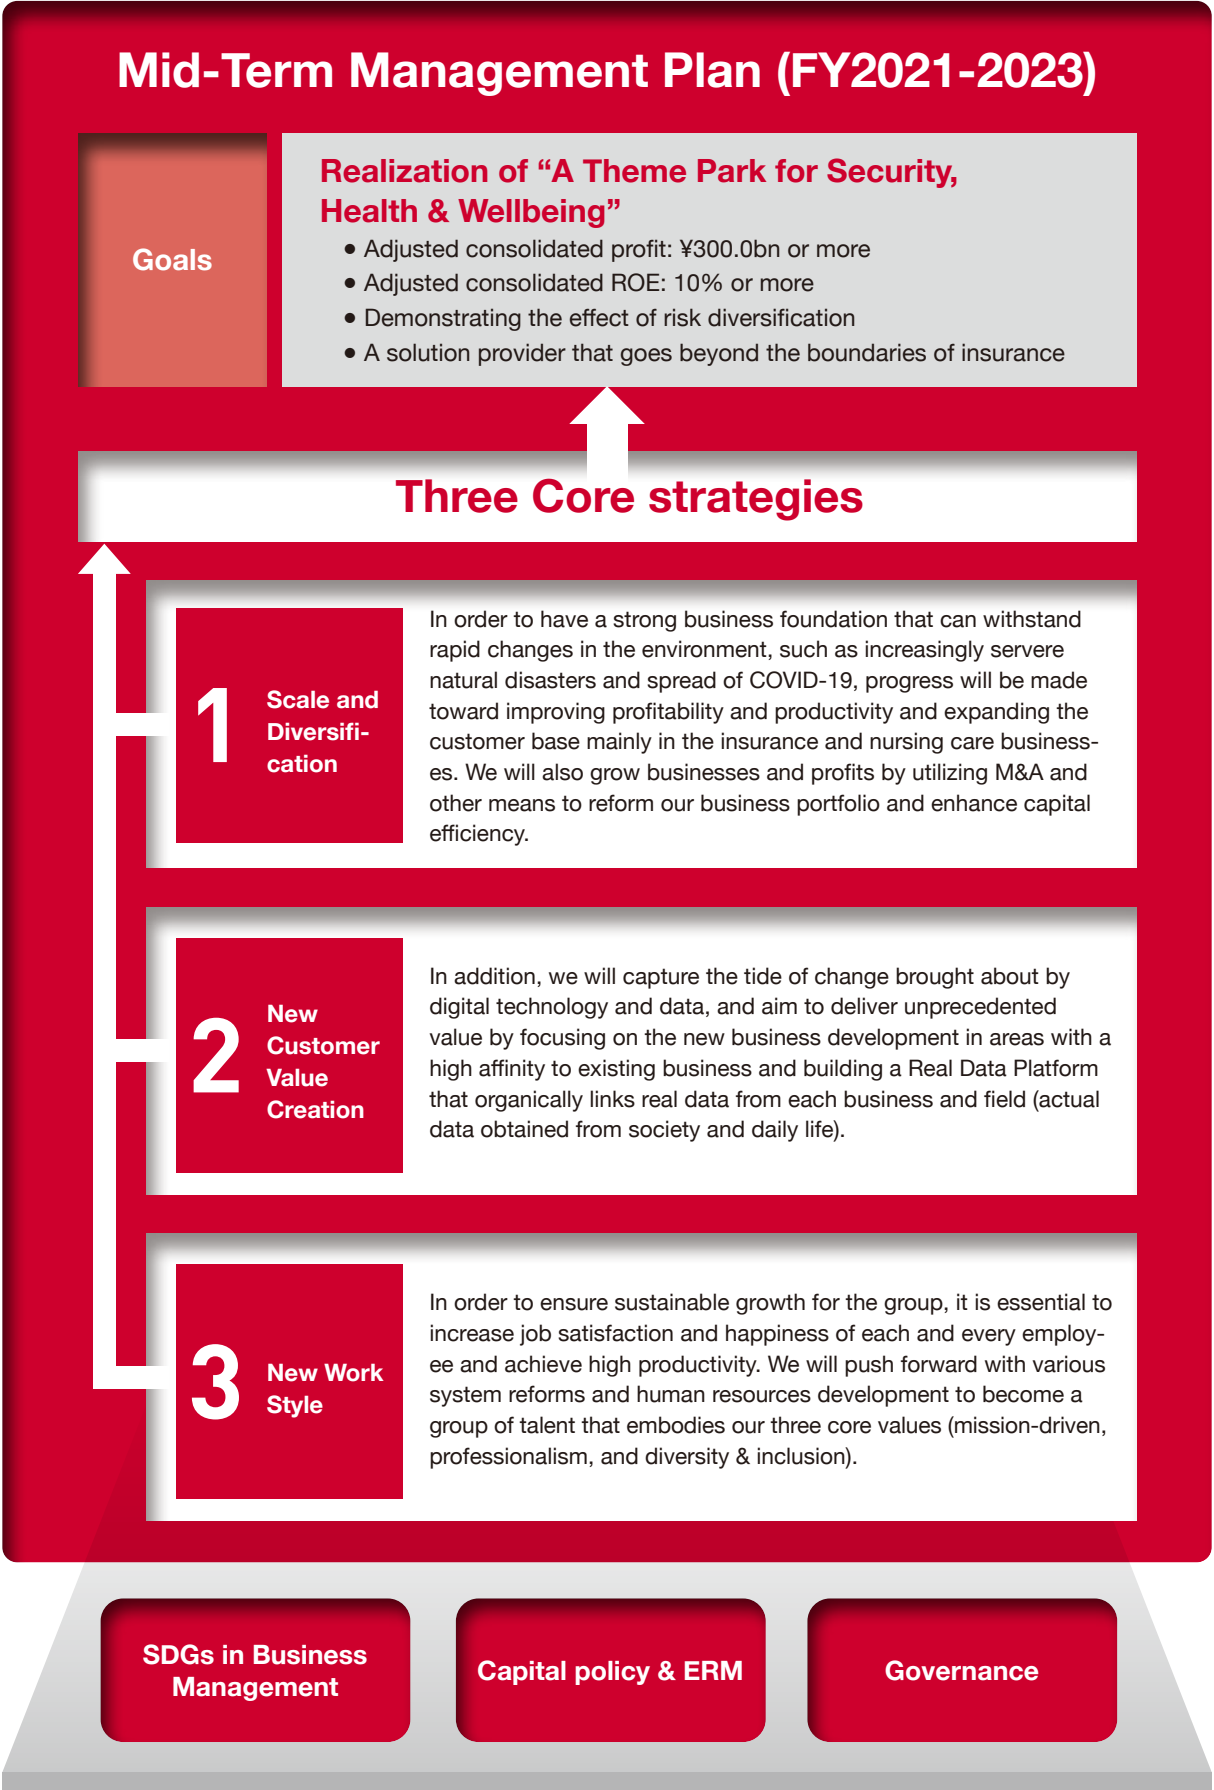 Mid-Term Management Plan (FY2021-2023)
Goals
Realization of “A Theme Park for Security,
Health & Wellbeing”
● Adjusted consolidated profit: ¥300.0bn or more
● Adjusted consolidated ROE: 10% or more
● Demonstrating the effect of risk diversification
● A solution provider that goes beyond the boundaries of insurance
Three Core strategies
1
Scale and
Diversifi-
cation
In order to have a strong business foundation that can withstand
rapid changes in the environment, such as increasingly servere
natural disasters and spread of COVID-19, progress will be made
toward improving profitability and productivity and expanding the
customer base mainly in the insurance and nursing care business-
es. We will also grow businesses and profits by utilizing M&A and
other means to reform our business portfolio and enhance capital
efficiency.
2
New
Customer
Value
Creation
In addition, we will capture the tide of change brought about by
digital technology and data, and aim to deliver unprecedented
value by focusing on the new business development in areas with a
high affinity to existing business and building a Real Data Platform
that organically links real data from each business and field (actual
data obtained from society and daily life).
3
New Work
Style
In order to ensure sustainable growth for the group, it is essential to
increase job satisfaction and happiness of each and every employ-
ee and achieve high productivity. We will push forward with various
system reforms and human resources development to become a
group of talent that embodies our three core values (mission-driven,
professionalism, and diversity & inclusion).
SDGs in Business
Management
Capital policy & ERM
Governance